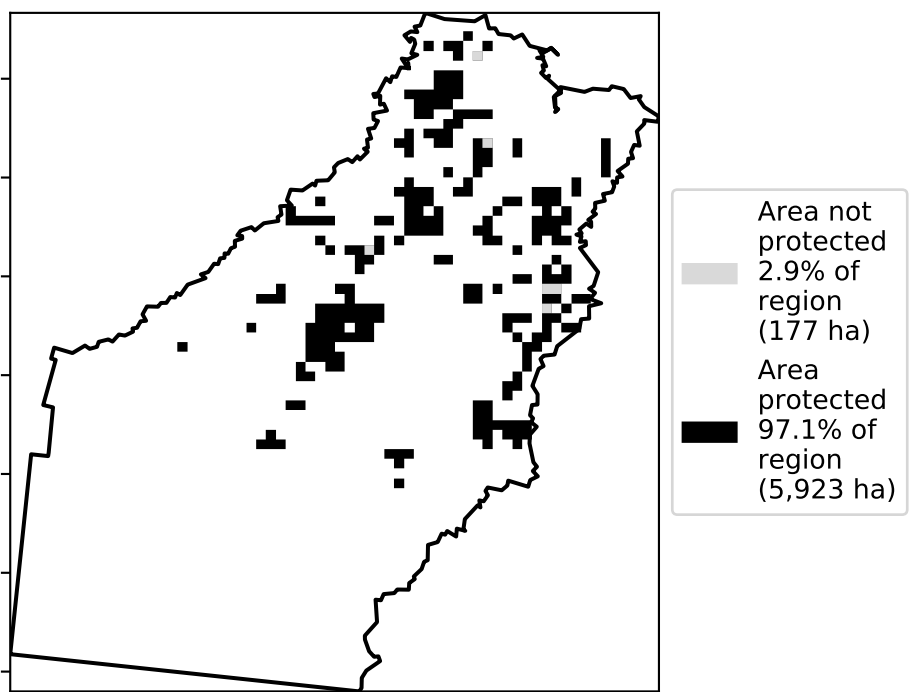 Area not
protected
2.9% of
region
(177 ha)
Area
protected
97.1% of
region
(5,923 ha)